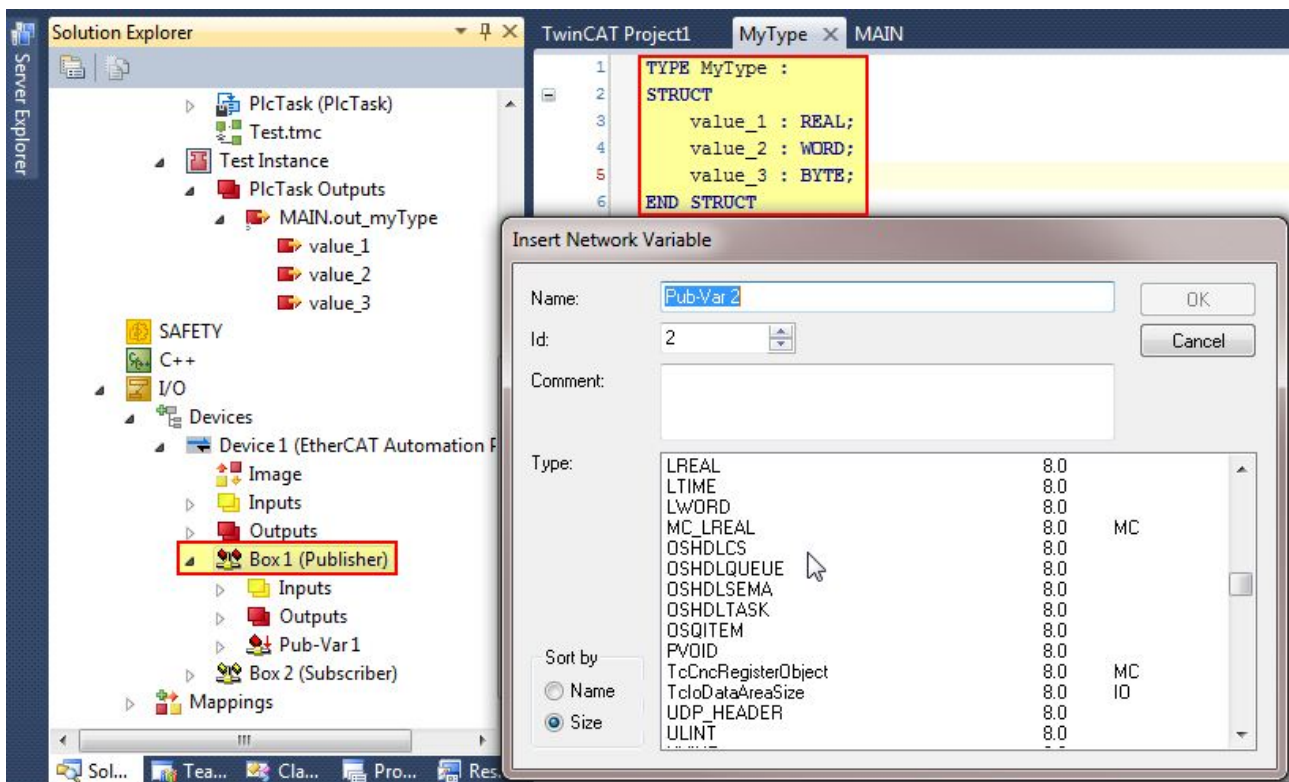 Server Explorer
Solution Explorer
PlcTask (PlcTask)
Test.tmc
Test Instance
PlcTask Outputs
MAIN.out_myType
value_1
value_2
value_3
SAFETY
C++
I/O
Devices
Device 1 (EtherCAT Automation P
Image
Inputs
Outputs
Box 1 (Publisher)
Inputs
Outputs
Pub-Var 1
Box 2 (Subscriber)
Mappings
Sol... Tea... Cla... Pro... Res.
TwinCAT Project1 MyType MAIN
1 TYPE MyType :
2 STRUCT
3 value_1 : REAL;
4 value_2 : WORD;
5 value_3 : BYTE;
6 END STRUCT
Insert Network Variable
Name: Pub-Var 2 OK
Id: 2 Cancel
Comment:
Type:
LREAL 8.0
LTIME 8.0
LWORD 8.0
MC_LREAL 8.0 MC
OSHDLCS 8.0
OSHDLQUEUE 8.0
OSHDLSEMA 8.0
OSHDLTASK 8.0
OSQITEM 8.0
PVOID 8.0
TcCncRegisterObject 8.0 MC
TcIoDataAreaSize 8.0 IO
UDP_HEADER 8.0
ULINT 8.0
Sort by
Name
Size